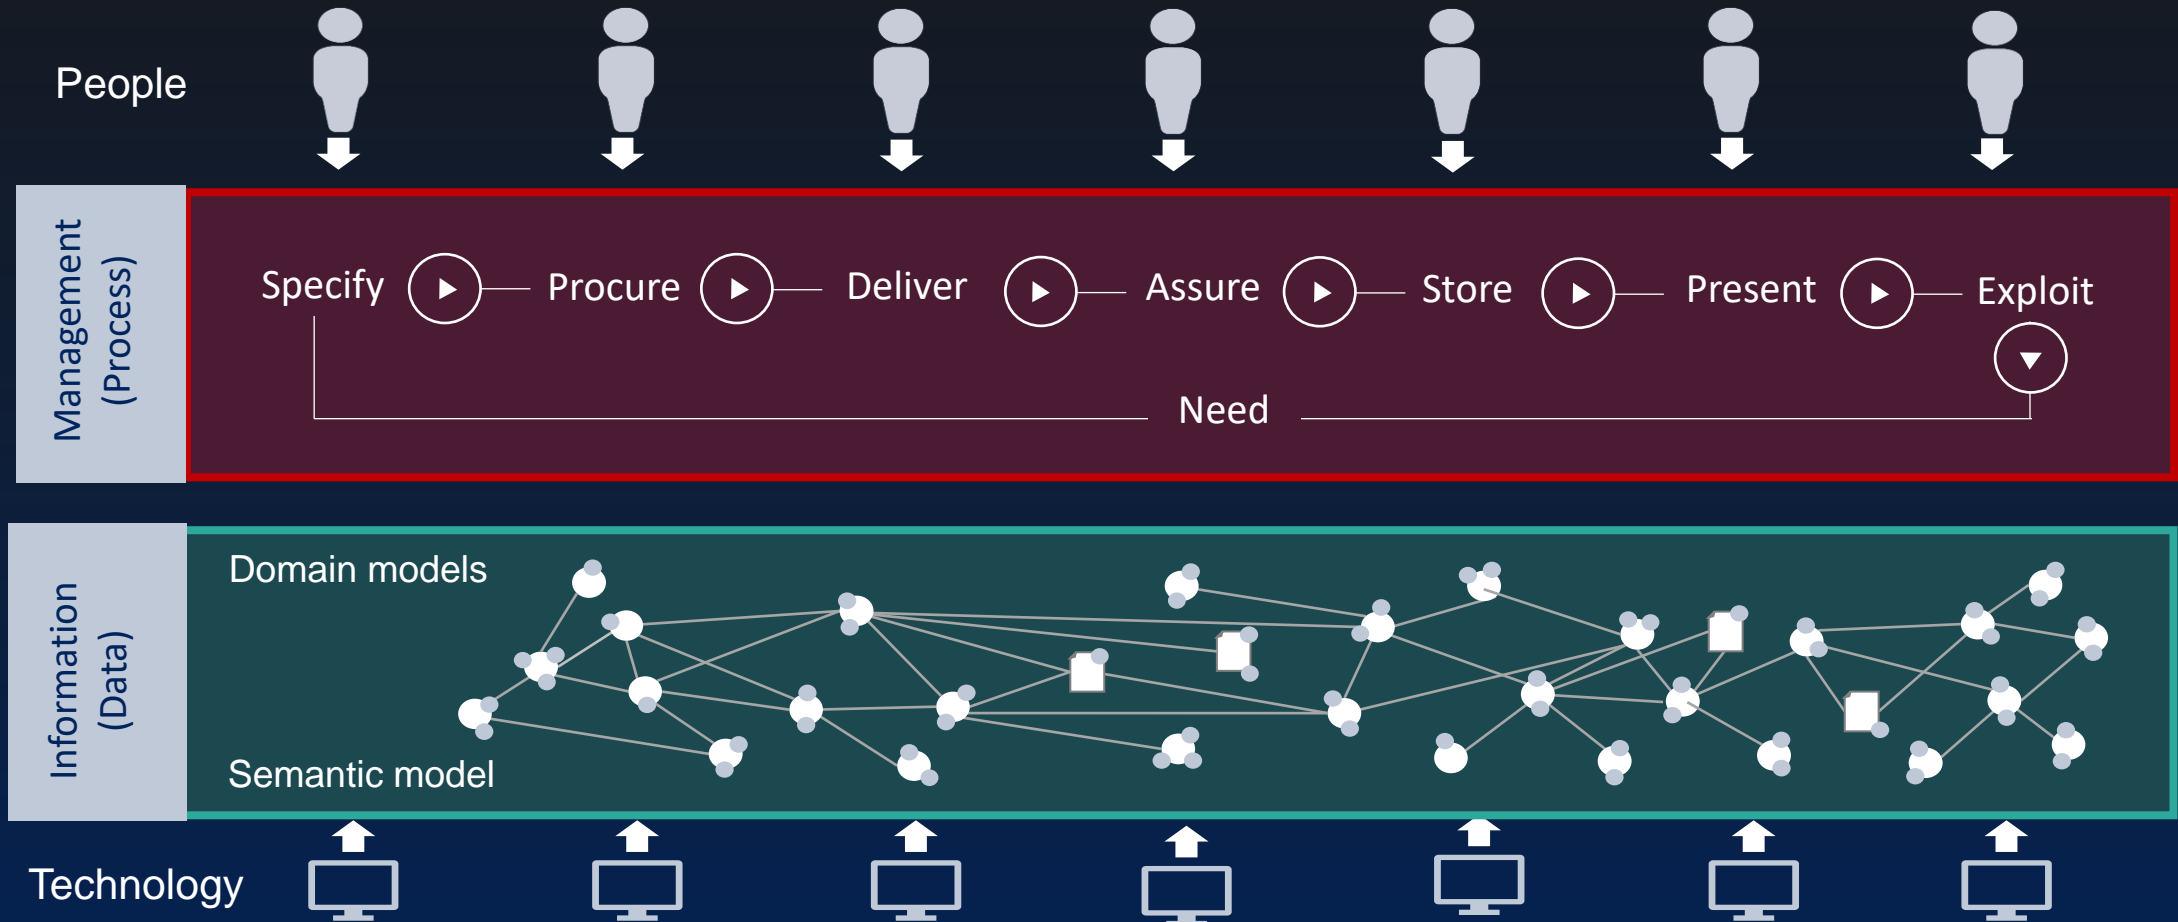 People
Management
(Process)
Specify
Procure
Deliver
Assure
Store
Present
Exploit
Need
Information
(Data)
Domain models
Semantic model
Technology